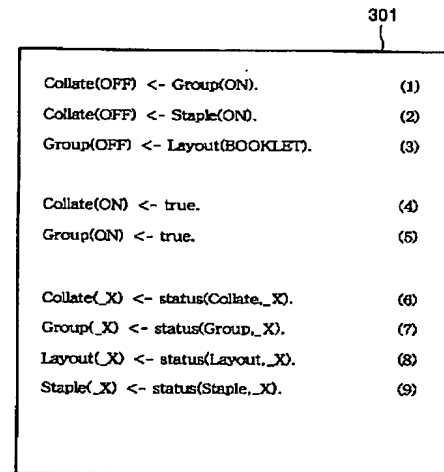 301
Collate(OFF) <- Group(ON). (1)
Collate(OFF) <- Staple(ON). (2)
Group(OFF) <- Layout(BOOKLET). (3)
Collate(ON) <- true. (4)
Group(ON) <- true. (5)
Collate(_X) <- status(Collate,_X). (6)
Group(_X) <- status(Group,_X). (7)
Layout(_X) <- status(Layout,_X). (8)
Staple(_X) <- status(Staple,_X). (9)